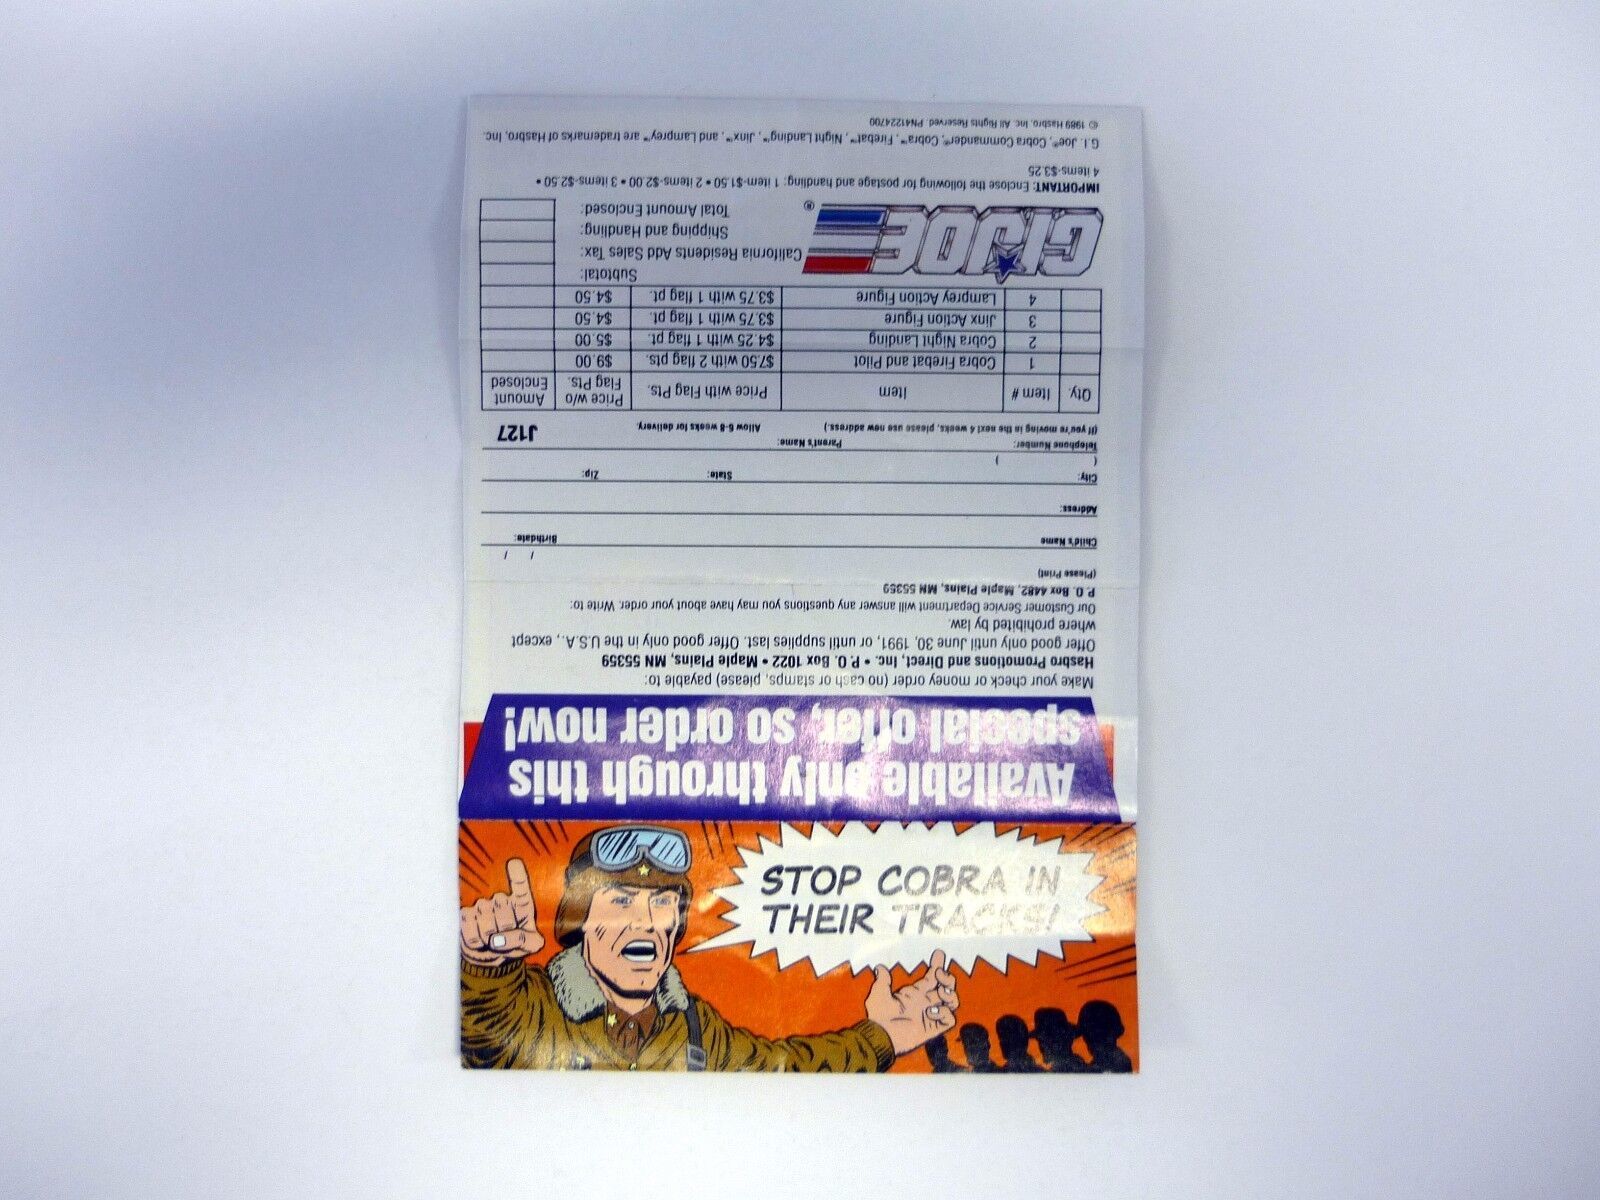 STOP COBRA IN
THEIR TRACKS!
Available only through this
special offer, so order now!
Make your check or money order (no cash or stamps, please) payable to:
Hasbro Promotions and Direct, Inc. • P.O. Box 1022 • Maple Plains, MN 55359
Offer good only until June 30, 1991, or until supplies last. Offer good only in the U.S.A., except
where prohibited by law.
Our Customer Service Department will answer any questions you may have about your order. Write to:
P.O. Box 4482, Maple Plains, MN 55359
(Please Print)
/ /
Child's Name Birthdate:
Address:
City: State: Zip:
( )
Telephone Number: Parent's Name:
(If you're moving in the next 4 weeks, please use new address.) Allow 6-8 weeks for delivery. J127
Qty. Item # Item Price with Flag Pts. Price w/o Flag Pts. Amount Enclosed
1 Cobra Firebat and Pilot $7.50 with 2 flag pts. $9.00
2 Cobra Night Landing $4.25 with 1 flag pt. $5.00
3 Jinx Action Figure $3.75 with 1 flag pt. $4.50
4 Lamprey Action Figure $3.75 with 1 flag pt. $4.50
Subtotal:
California Residents Add Sales Tax:
Shipping and Handling:
Total Amount Enclosed:
GI JOE ®
IMPORTANT: Enclose the following for postage and handling: 1 item-$1.50 • 2 items-$2.00 • 3 items-$2.50 •
4 items-$3.25
G.I. Joe®, Cobra Commander®, Cobra™, Firebat™, Night Landing™, Jinx™, and Lamprey™ are trademarks of Hasbro, Inc.
© 1989 Hasbro, Inc. All Rights Reserved. PN41224700